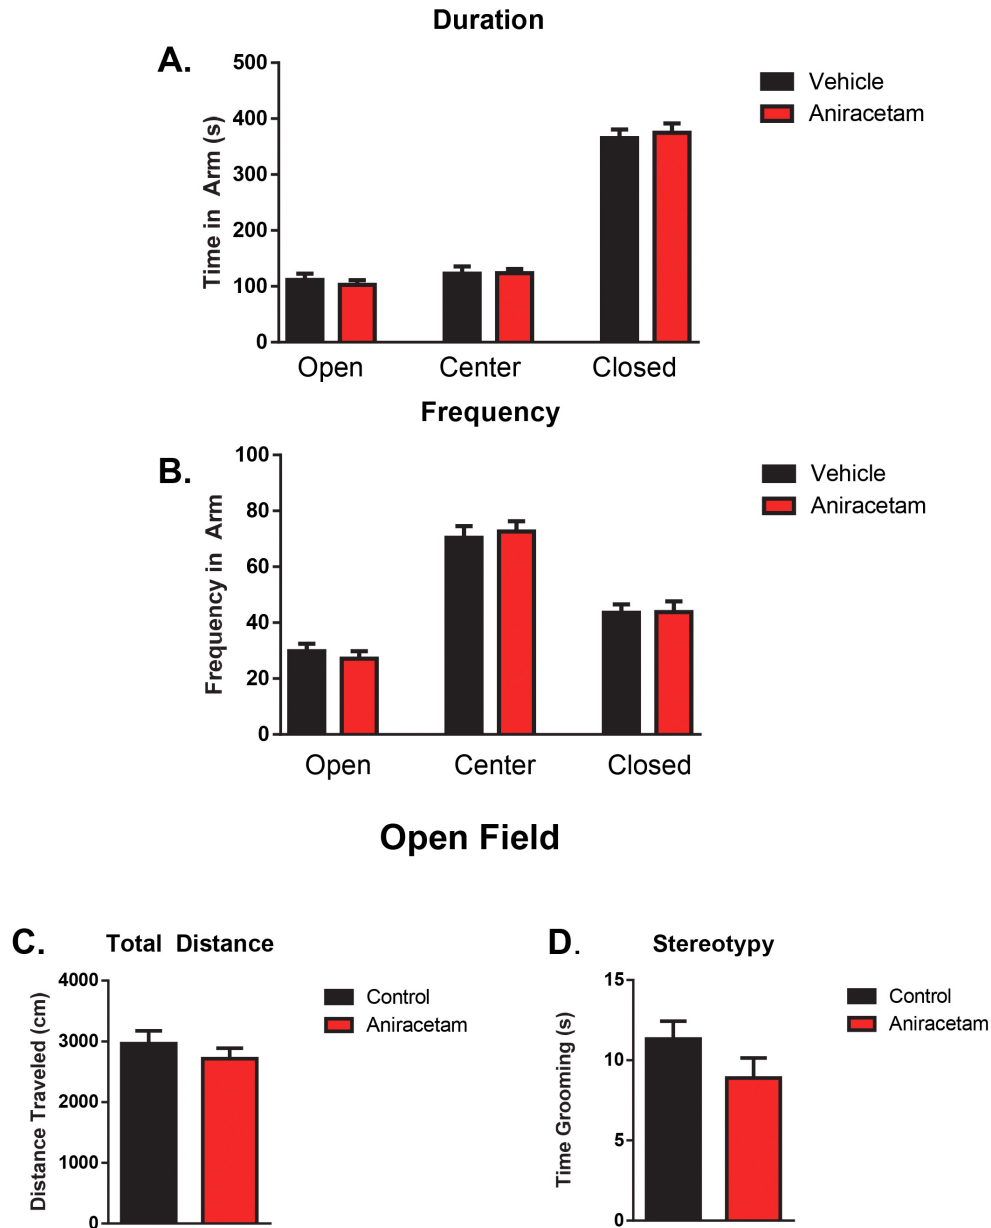 Duration
A.
500
400
300
200
100
0
Time in Arm (s)
Vehicle
Aniracetam
Open Center Closed
Frequency
B.
100
80
60
40
20
0
Frequency in Arm
Vehicle
Aniracetam
Open Center Closed
Open Field
C. Total Distance
4000
3000
2000
1000
0
Distance Traveled (cm)
Control
Aniracetam
D. Stereotypy
15
10
5
0
Time Grooming (s)
Control
Aniracetam